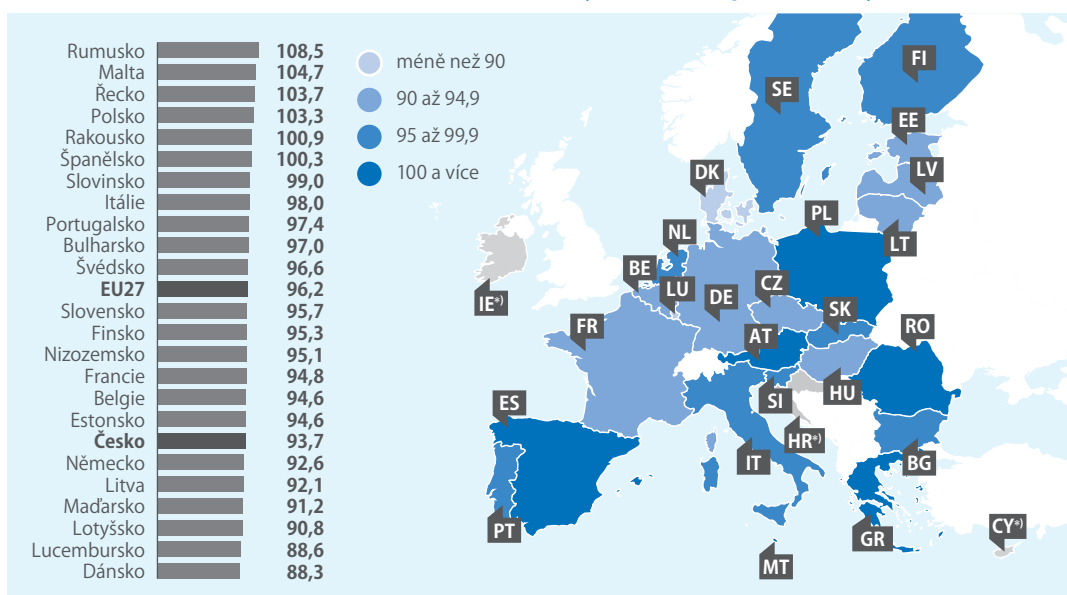 Rumusko 108,5
Malta 104,7
Řecko 103,7
Polsko 103,3
Rakousko 100,9
Španělsko 100,3
Slovinsko 99,0
Itálie 98,0
Portugalsko 97,4
Bulharsko 97,0
Švédsko 96,6
EU27 96,2
Slovensko 95,7
Finsko 95,3
Nizozemsko 95,1
Francie 94,8
Belgie 94,6
Estonsko 94,6
Česko 93,7
Německo 92,6
Litva 92,1
Maďarsko 91,2
Lotyšsko 90,8
Lucembursko 88,6
Dánsko 88,3
méně než 90
90 až 94,9
95 až 99,9
100 a více
FI
SE
EE
LV
DK
PL
NL
LT
BE
LU
DE
CZ
IE*)
SK
FR
AT
RO
ES
SI
HU
HR*)
IT
BG
PT
GR
CY*)
MT